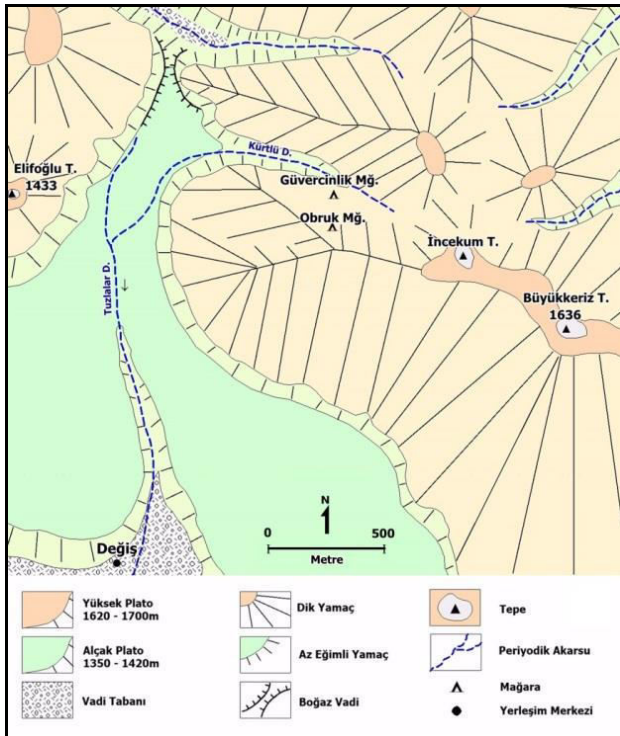 Kurtlu D.
Elifoğlu T.
1433
Güvercinlik Mğ.
Obruk Mğ.
İncekum T.
Tuzlalar D.
Büyükkeriz T.
1636
N
0 500
Metre
Değiş
Yüksek Plato
1620 - 1700m
Dik Yamaç
Tepe
Alçak Plato
1350 - 1420m
Az Eğimli Yamaç
Periyodik Akarsu
Vadi Tabanı
Boğaz Vadi
Mağara
Yerleşim Merkezi